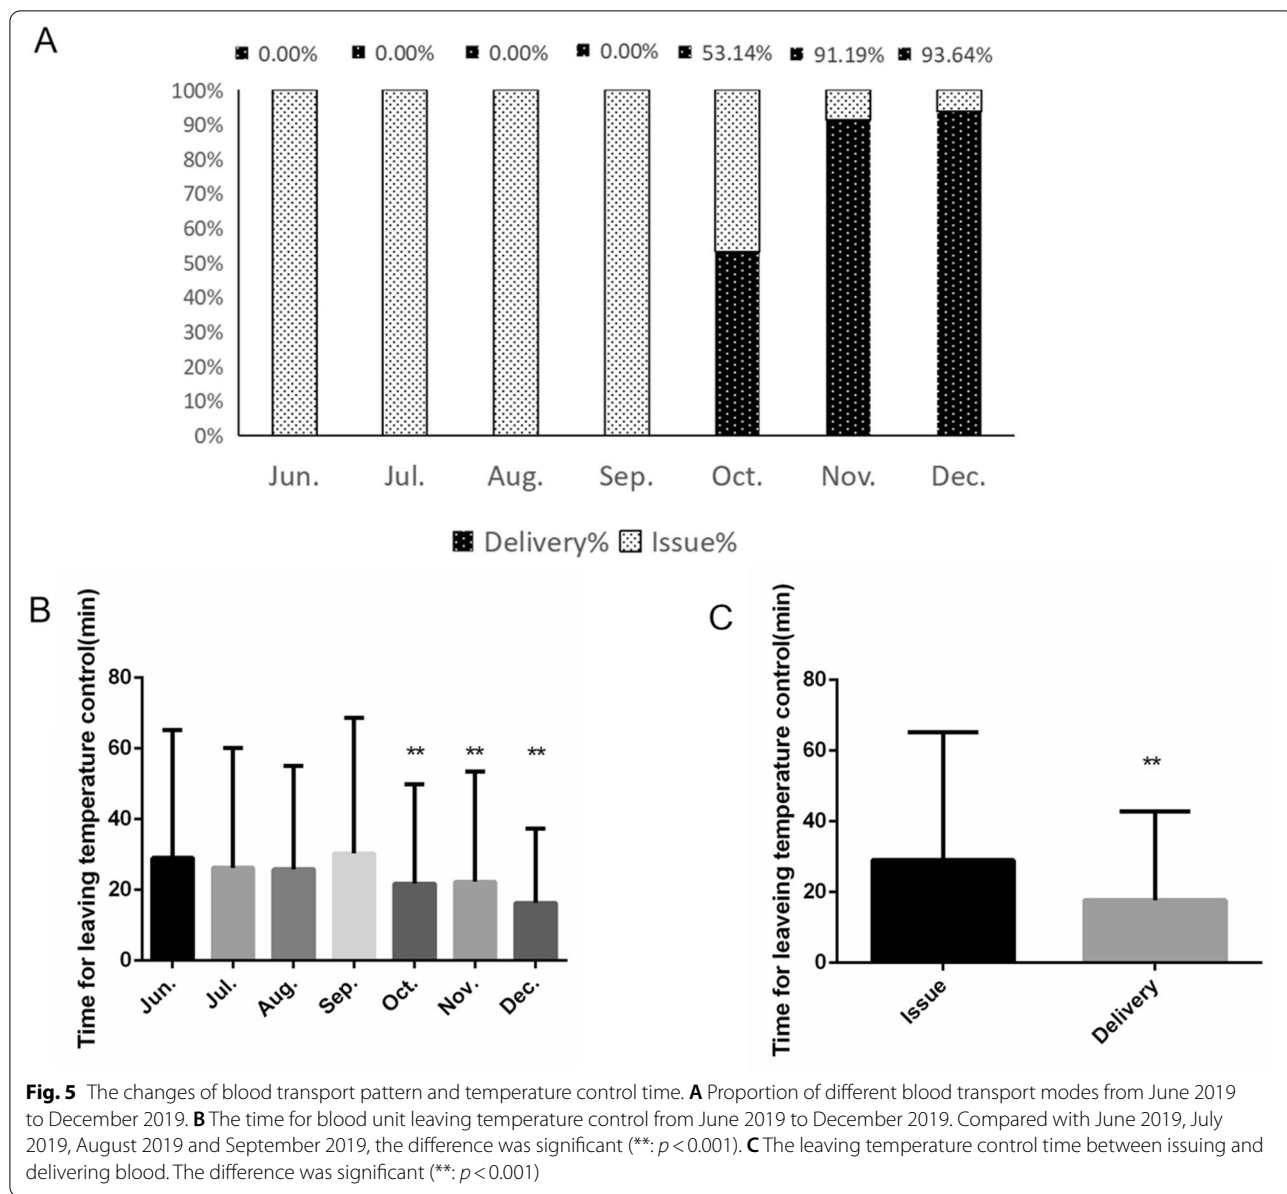 A
0.00% 0.00% 0.00% 0.00% 53.14% 91.19% 93.64%
100%
90%
80%
70%
60%
50%
40%
30%
20%
10%
0%
Jun. Jul. Aug. Sep. Oct. Nov. Dec.
Delivery% Issue%
B
Time for leaving temperature control(min)
80
60
40
20
0
** ** **
Jun. Jul. Aug. Sep. Oct. Nov. Dec.
C
Time for leaveing temperature control(min)
80
60
40
20
0
**
Issue Delivery
Fig. 5 The changes of blood transport pattern and temperature control time. A Proportion of different blood transport modes from June 2019
to December 2019. B The time for blood unit leaving temperature control from June 2019 to December 2019. Compared with June 2019, July
2019, August 2019 and September 2019, the difference was significant (**: p < 0.001). C The leaving temperature control time between issuing and
delivering blood. The difference was significant (**: p < 0.001)